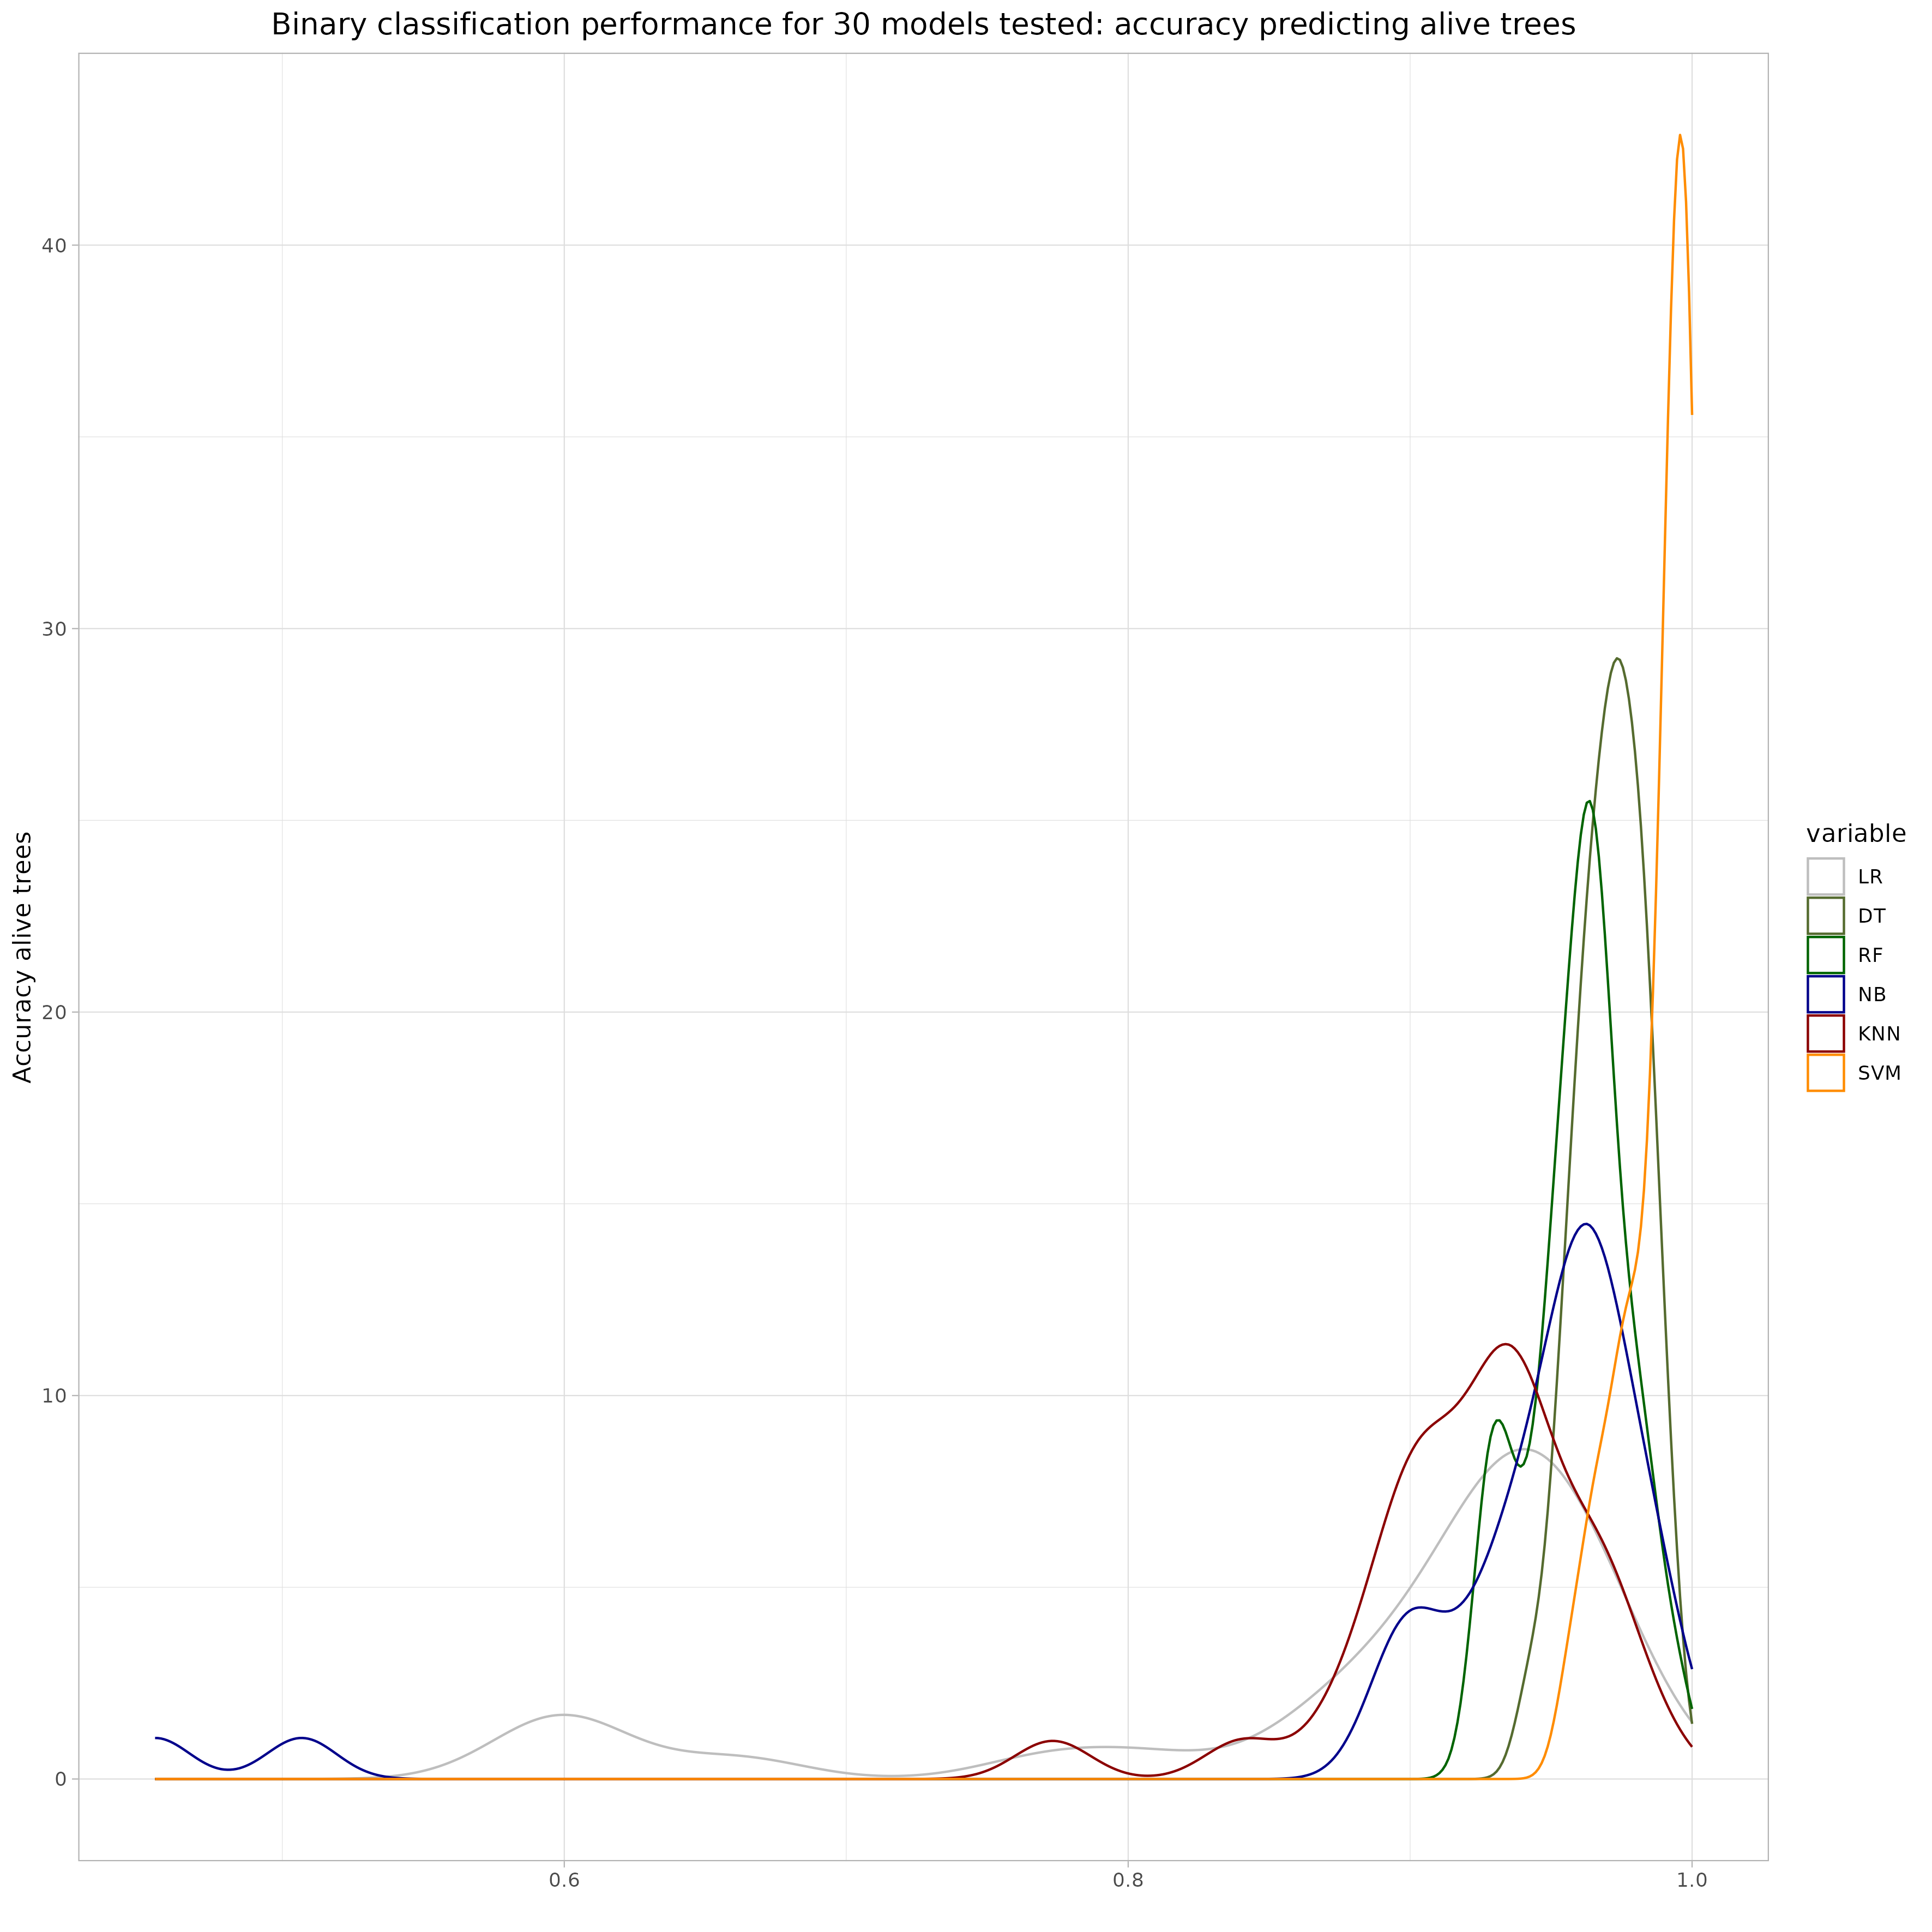 Binary classification performance for 30 models tested: accuracy predicting alive trees
Accuracy alive trees
40
30
20
10
0
0.6
0.8
1.0
variable
LR
DT
RF
NB
KNN
SVM